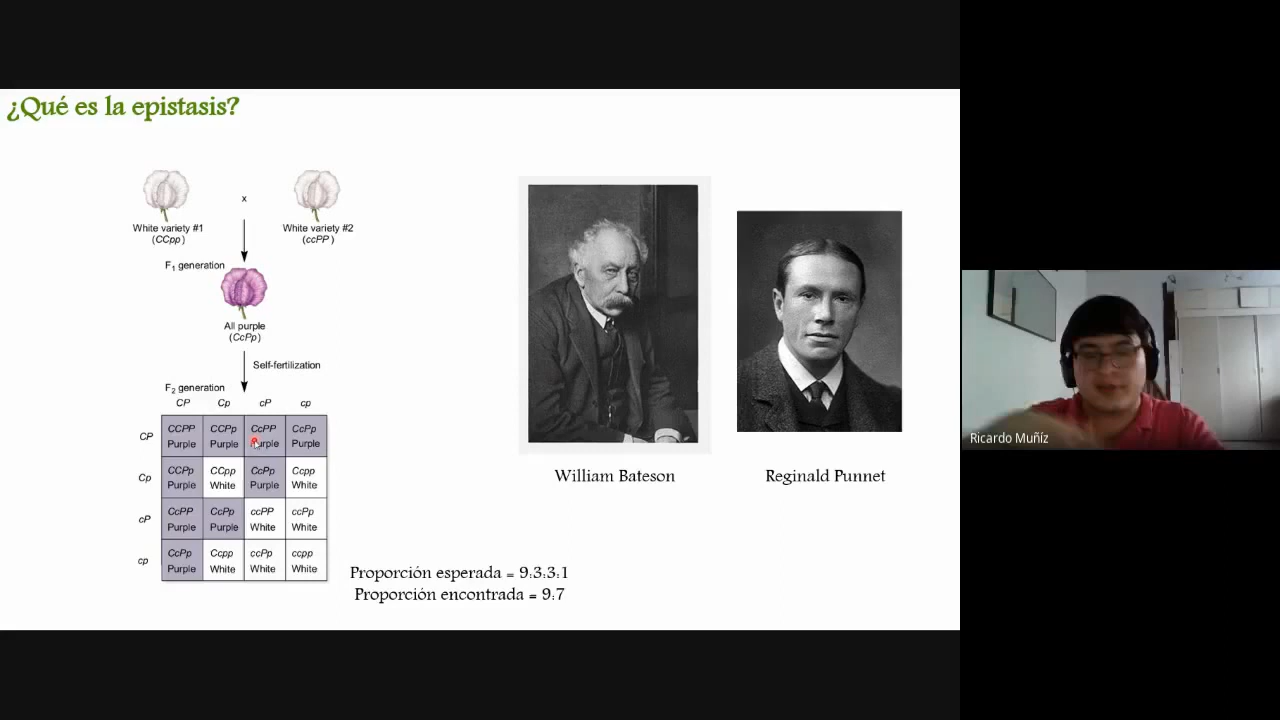 ¿Qué es la epistasis?
x
White variety #1
(CCpp)
White variety #2
(ccPP)
F1 generation
All purple
(CcPp)
Self-fertilization
F2 generation
CP Cp cP cp
CP CCPP CCPp CcPP CcPp
Purple Purple Purple Purple
Cp CCPp CCpp CcPp Ccpp
Purple White Purple White
cP CcPP CcPp ccPP ccPp
Purple Purple White White
cp CcPp Ccpp ccPp ccpp
Purple White White White
Proporción esperada = 9:3:3:1
Proporción encontrada = 9:7
William Bateson
Reginald Punnet
Ricardo Muñíz